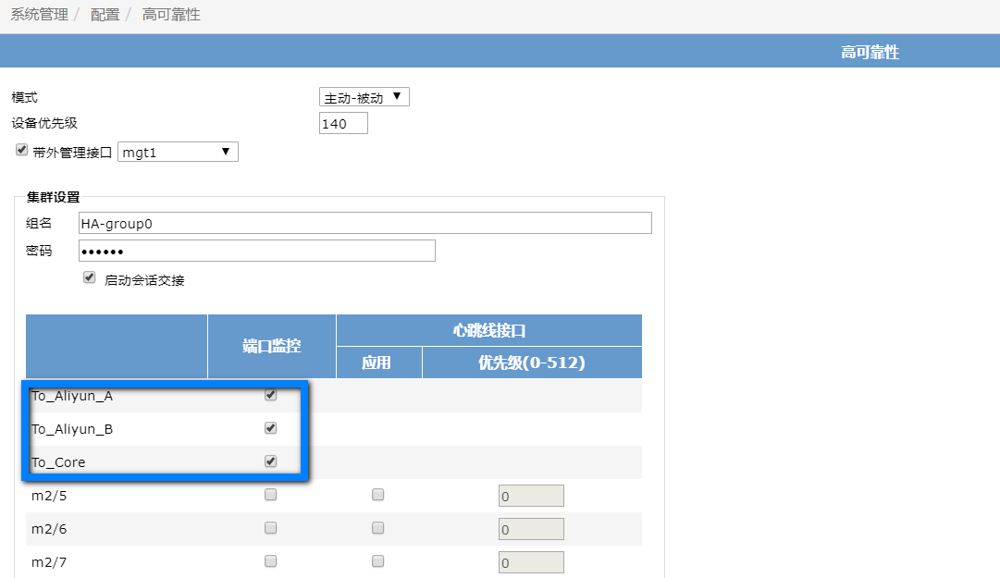 系统管理 / 配置 / 高可靠性
高可靠性
模式 主动-被动
设备优先级 140
带外管理接口 mgt1
集群设置
组名 HA-group0
密码 ••••••
启动会话交接
端口监控 心跳线接口
应用 优先级(0-512)
To_Aliyun_A
To_Aliyun_B
To_Core
m2/5 0
m2/6 0
m2/7 0